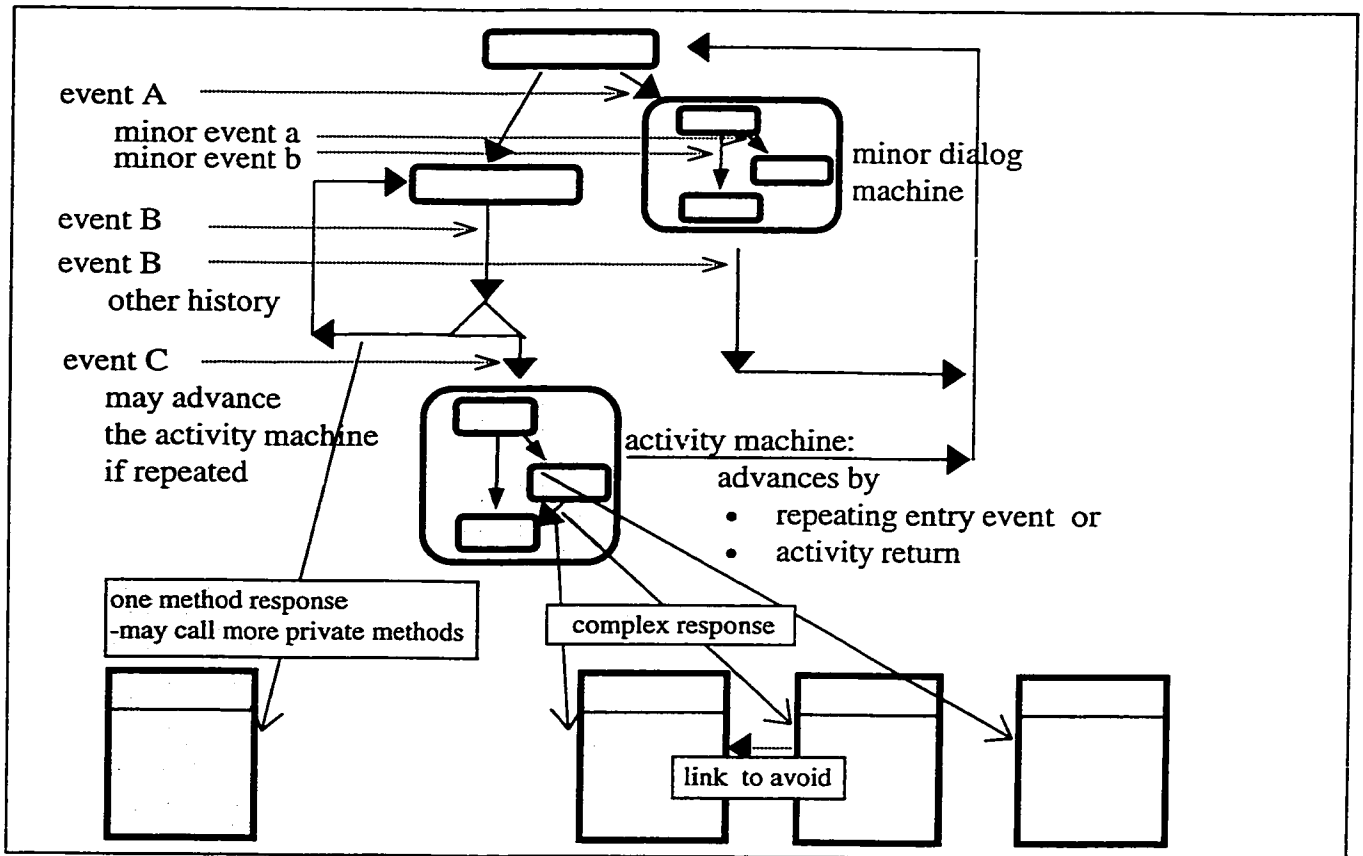 event A
minor event a
minor event b
minor dialog
machine
event B
event B
other history
event C
may advance
the activity machine
if repeated
activity machine:
advances by
• repeating entry event or
• activity return
one method response
-may call more private methods
complex response
link to avoid